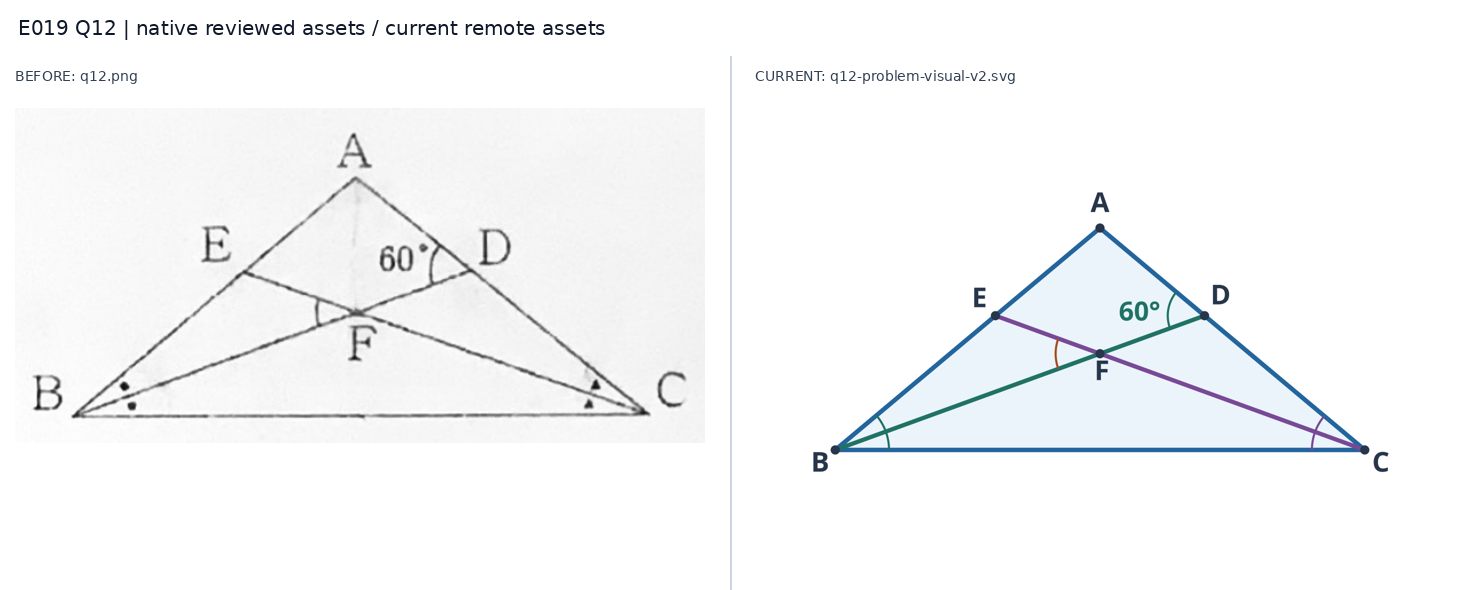 E019 Q12 | native reviewed assets / current remote assets
BEFORE: q12.png
CURRENT: q12-problem-visual-v2.svg
A
E
60°
D
F
B
C
A
E
60°
D
F
B
C